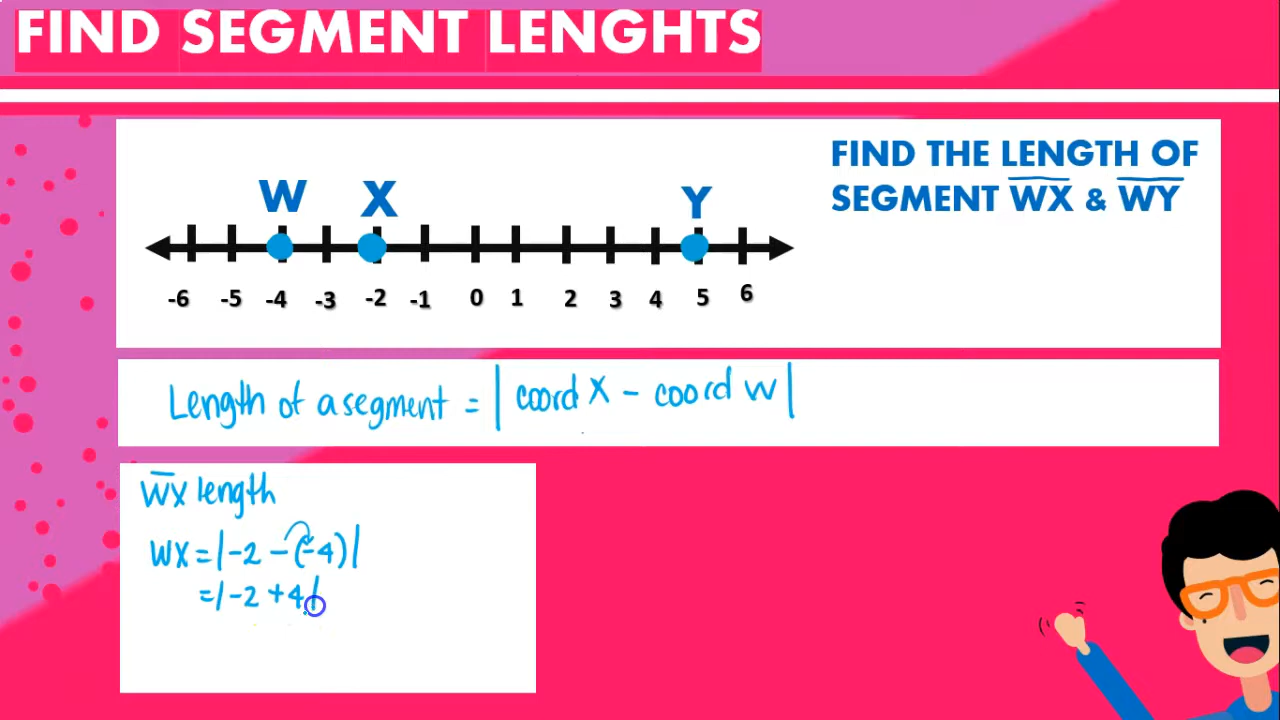 FIND SEGMENT LENGHTS
FIND THE LENGTH OF
SEGMENT WX & WY
W X Y
-6 -5 -4 -3 -2 -1 0 1 2 3 4 5 6
Length of a segment = | coord X - coord W |
WX length
WX = |-2 - (-4)|
= |-2 + 4|